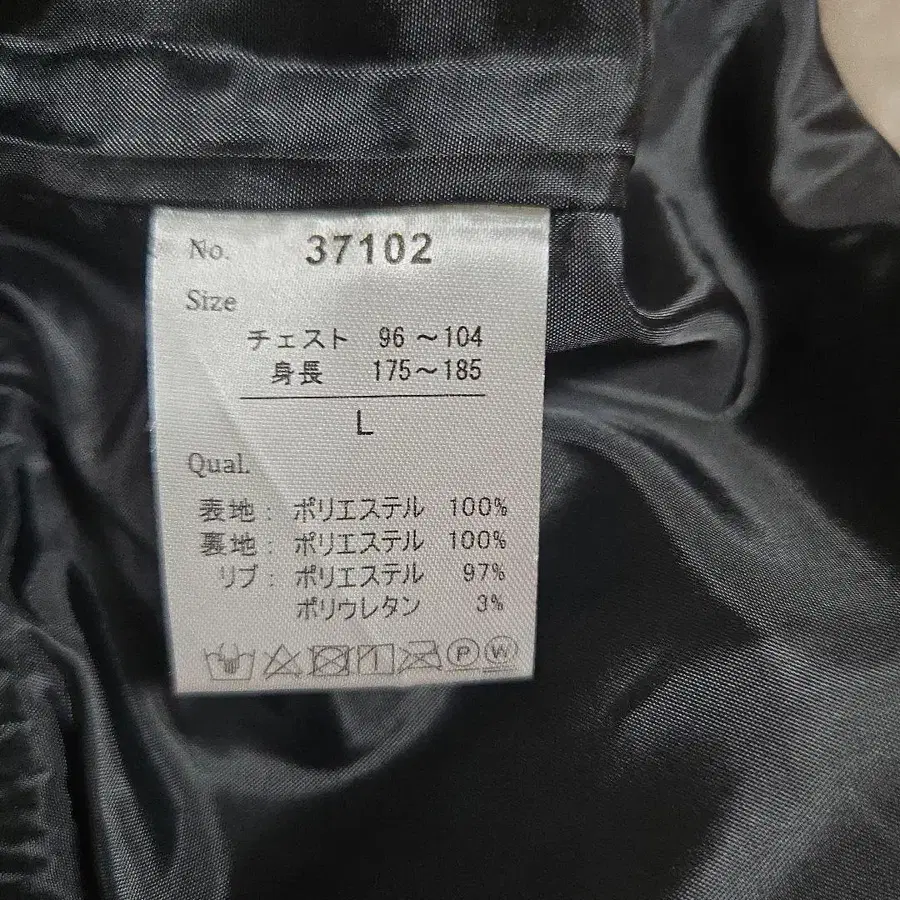 No. 37102
Size
チェスト 96～104
身長 175～185
L
Qual.
表地: ポリエステル 100%
裏地: ポリエステル 100%
リブ: ポリエステル 97%
ポリウレタン 3%
P W